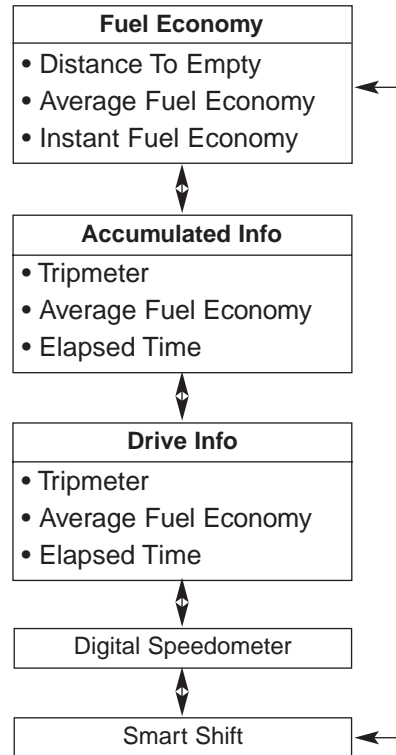 Fuel Economy
• Distance To Empty
• Average Fuel Economy
• Instant Fuel Economy
Accumulated Info
• Tripmeter
• Average Fuel Economy
• Elapsed Time
Drive Info
• Tripmeter
• Average Fuel Economy
• Elapsed Time
Digital Speedometer
Smart Shift